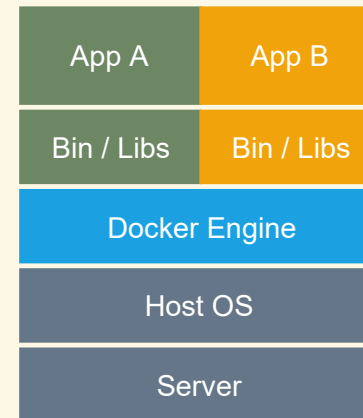 App A App B
Bin / Libs Bin / Libs
Docker Engine
Host OS
Server